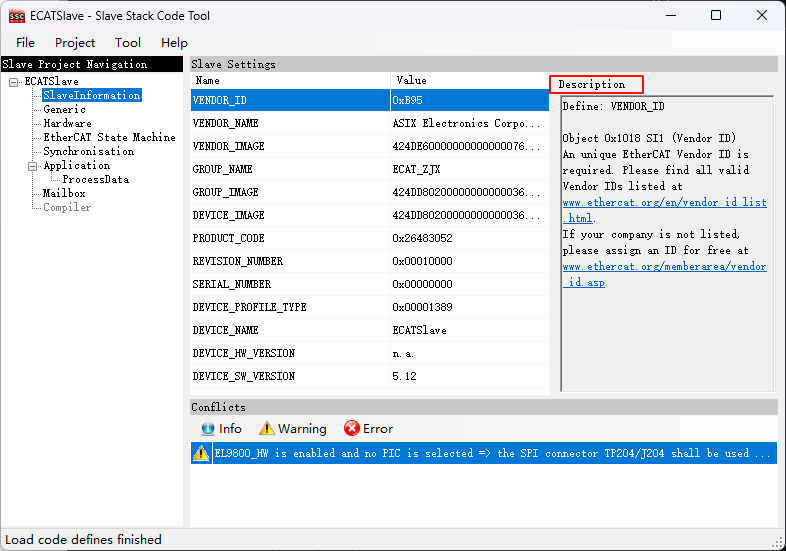 SSC ECATSlave - Slave Stack Code Tool
File Project Tool Help
Slave Project Navigation
ECATSlave
SlaveInformation
Generic
Hardware
EtherCAT State Machine
Synchronisation
Application
ProcessData
Mailbox
Compiler
Slave Settings
Name Value
VENDOR_ID 0xB95
VENDOR_NAME ASIX Electronics Corpo...
VENDOR_IMAGE 424DE60000000000000076...
GROUP_NAME ECAT_ZJX
GROUP_IMAGE 424DD80200000000000036...
DEVICE_IMAGE 424DD80200000000000036...
PRODUCT_CODE 0x26483052
REVISION_NUMBER 0x00010000
SERIAL_NUMBER 0x00000000
DEVICE_PROFILE_TYPE 0x00001389
DEVICE_NAME ECATSlave
DEVICE_HW_VERSION n.a.
DEVICE_SW_VERSION 5.12
Description
Define: VENDOR_ID
Object 0x1018 SI1 (Vendor ID)
An unique EtherCAT Vendor ID is
required. Please find all valid
Vendor IDs listed at
www.ethercat.org/en/vendor_id_list
.html.
If your company is not listed,
please assign an ID for free at
www.ethercat.org/memberarea/vendor
_id.asp
Conflicts
Info Warning Error
EL9800_HW is enabled and no PIC is selected => the SPI connector TP204/J204 shall be used ...
Load code defines finished